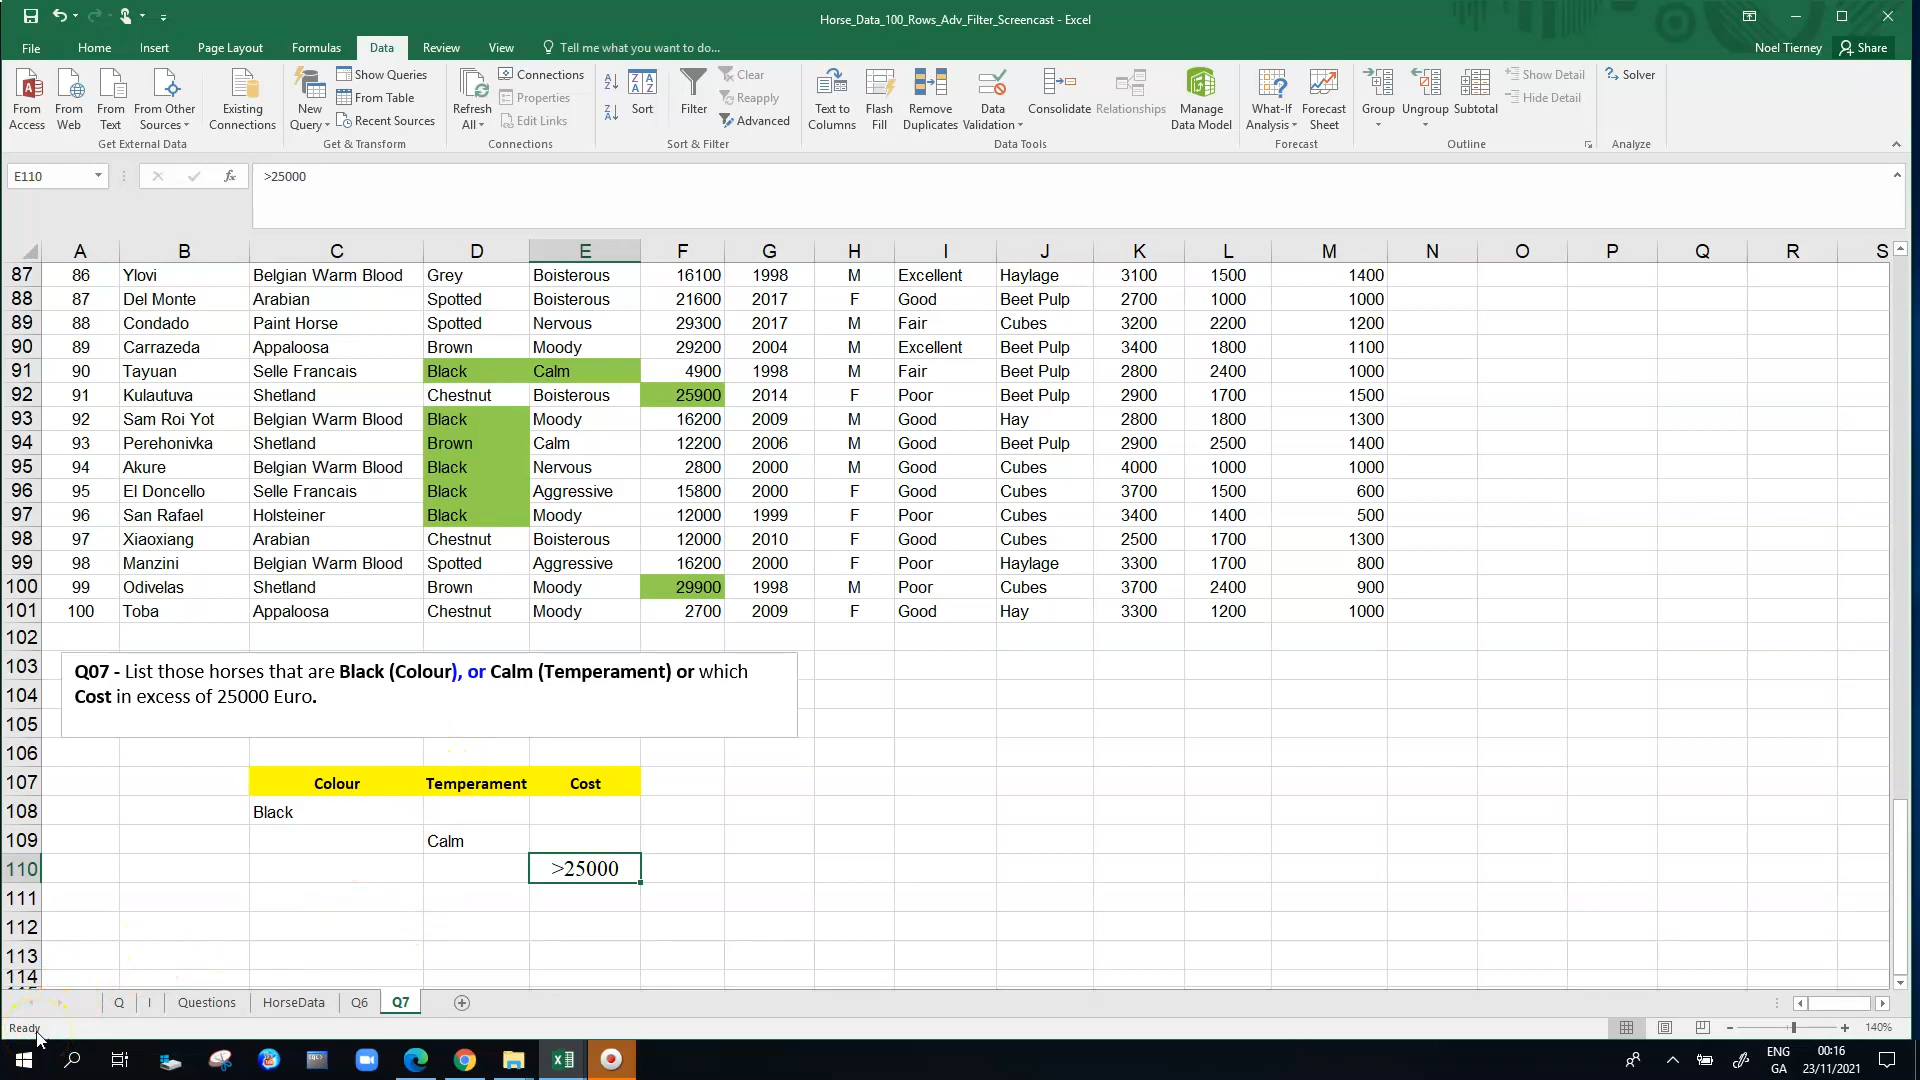 Horse_Data_100_Rows_Adv_Filter_Screencast - Excel
File Home Insert Page Layout Formulas Data Review View Tell me what you want to do... Noel Tierney Share
From Access From Web From Text From Other Sources Existing Connections
Get External Data
New Query Show Queries From Table Recent Sources
Get & Transform
Refresh All Connections Properties Edit Links
Connections
Sort Filter Clear Reapply Advanced
Sort & Filter
Text to Columns Flash Fill Remove Duplicates Data Validation Consolidate Relationships Manage Data Model
Data Tools
What-If Analysis Forecast Sheet
Forecast
Group Ungroup Subtotal Show Detail Hide Detail
Outline
Solver
Analyze
E110 fx >25000
A B C D E F G H I J K L M N O P Q R S
87 86 Ylovi Belgian Warm Blood Grey Boisterous 16100 1998 M Excellent Haylage 3100 1500 1400
88 87 Del Monte Arabian Spotted Boisterous 21600 2017 F Good Beet Pulp 2700 1000 1000
89 88 Condado Paint Horse Spotted Nervous 29300 2017 M Fair Cubes 3200 2200 1200
90 89 Carrazeda Appaloosa Brown Moody 29200 2004 M Excellent Beet Pulp 3400 1800 1100
91 90 Tayuan Selle Francais Black Calm 4900 1998 M Fair Beet Pulp 2800 2400 1000
92 91 Kulautuva Shetland Chestnut Boisterous 25900 2014 F Poor Beet Pulp 2900 1700 1500
93 92 Sam Roi Yot Belgian Warm Blood Black Moody 16200 2009 M Good Hay 2800 1800 1300
94 93 Perehonivka Shetland Brown Calm 12200 2006 M Good Beet Pulp 2900 2500 1400
95 94 Akure Belgian Warm Blood Black Nervous 2800 2000 M Good Cubes 4000 1000 1000
96 95 El Doncello Selle Francais Black Aggressive 15800 2000 F Good Cubes 3700 1500 600
97 96 San Rafael Holsteiner Black Moody 12000 1999 F Poor Cubes 3400 1400 500
98 97 Xiaoxiang Arabian Chestnut Boisterous 12000 2010 F Good Cubes 2500 1700 1300
99 98 Manzini Belgian Warm Blood Spotted Aggressive 16200 2000 F Poor Haylage 3300 1700 800
100 99 Odivelas Shetland Brown Moody 29900 1998 M Poor Cubes 3700 2400 900
101 100 Toba Appaloosa Chestnut Moody 2700 2009 F Good Hay 3300 1200 1000
102
103 Q07 - List those horses that are Black (Colour), or Calm (Temperament) or which
104 Cost in excess of 25000 Euro.
105
106
107 Colour Temperament Cost
108 Black
109 Calm
110 >25000
111
112
113
114
Q I Questions HorseData Q6 Q7
Ready 140%
ENG 00:16
GA 23/11/2021